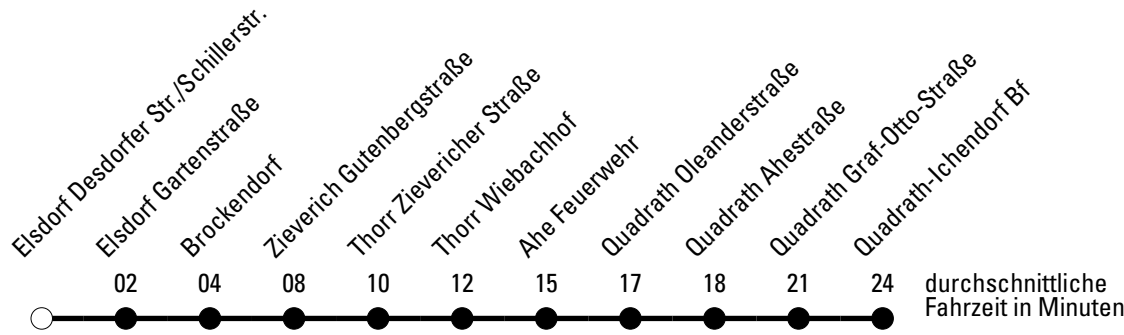 Elsdorf Desdorfer Str./Schillerstr.
Elsdorf Gartenstraße
Brockendorf
Zieverich Gutenbergstraße
Thorr Zievericher Straße
Thorr Wiebachhof
Ahe Feuerwehr
Quadrath Oleanderstraße
Quadrath Ahestraße
Quadrath Graf-Otto-Straße
Quadrath-Ichendorf Bf
02 04 08 10 12 15 17 18 21 24 durchschnittliche
Fahrzeit in Minuten